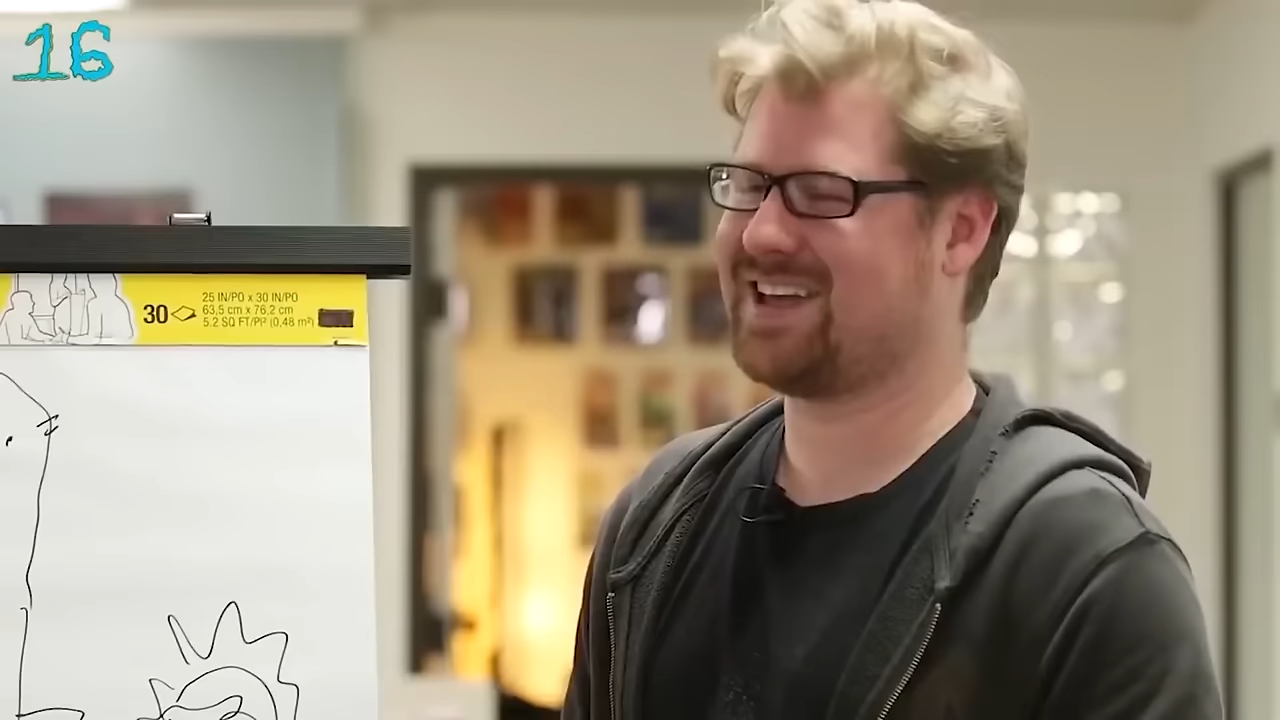 16
30
25 IN/PO x 30 IN/PO
63,5 cm x 76,2 cm
5.2 SQ FT/PI² (0,48 m²)